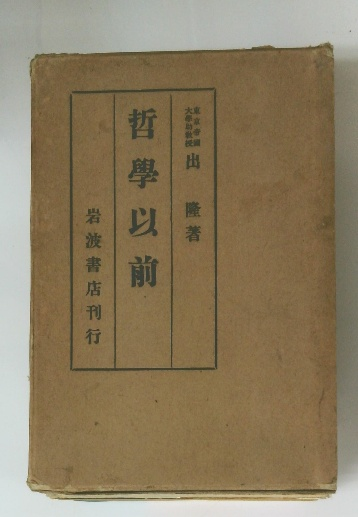 東京帝國
大學助教授
出隆著
哲學以前
岩波書店刊行